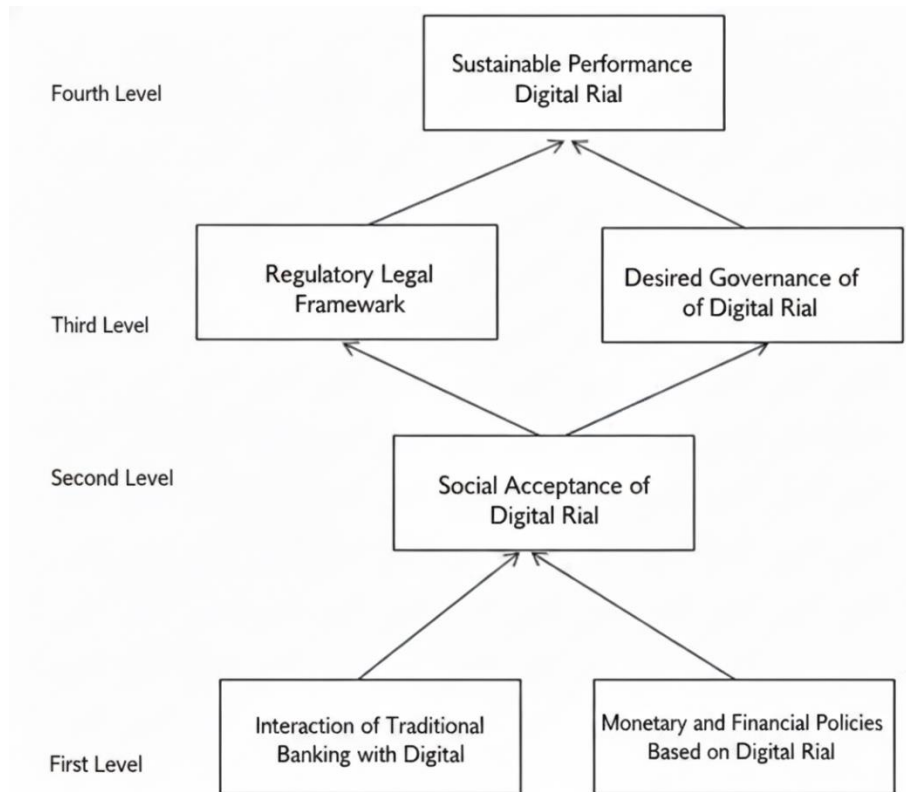 Fourth Level
Sustainable Performance
Digital Rial
Regulatory Legal
Framewark
Desired Governance of
of Digital Rial
Third Level
Second Level
Social Acceptance of
Digital Rial
Interaction of Traditional
Banking with Digital
Monetary and Financial Policies
Based on Digital Rial
First Level